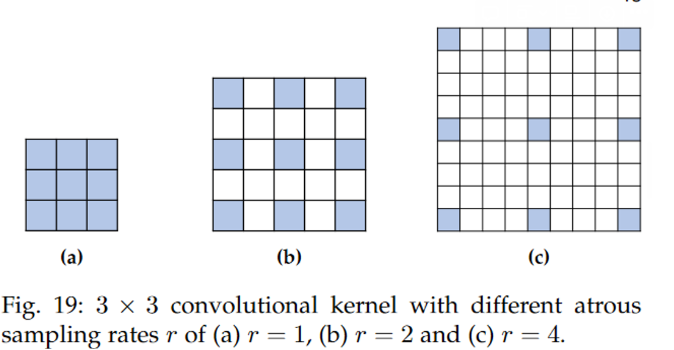 (a)
(b)
(c)
Fig. 19: 3 × 3 convolutional kernel with different atrous
sampling rates r of (a) r = 1, (b) r = 2 and (c) r = 4.